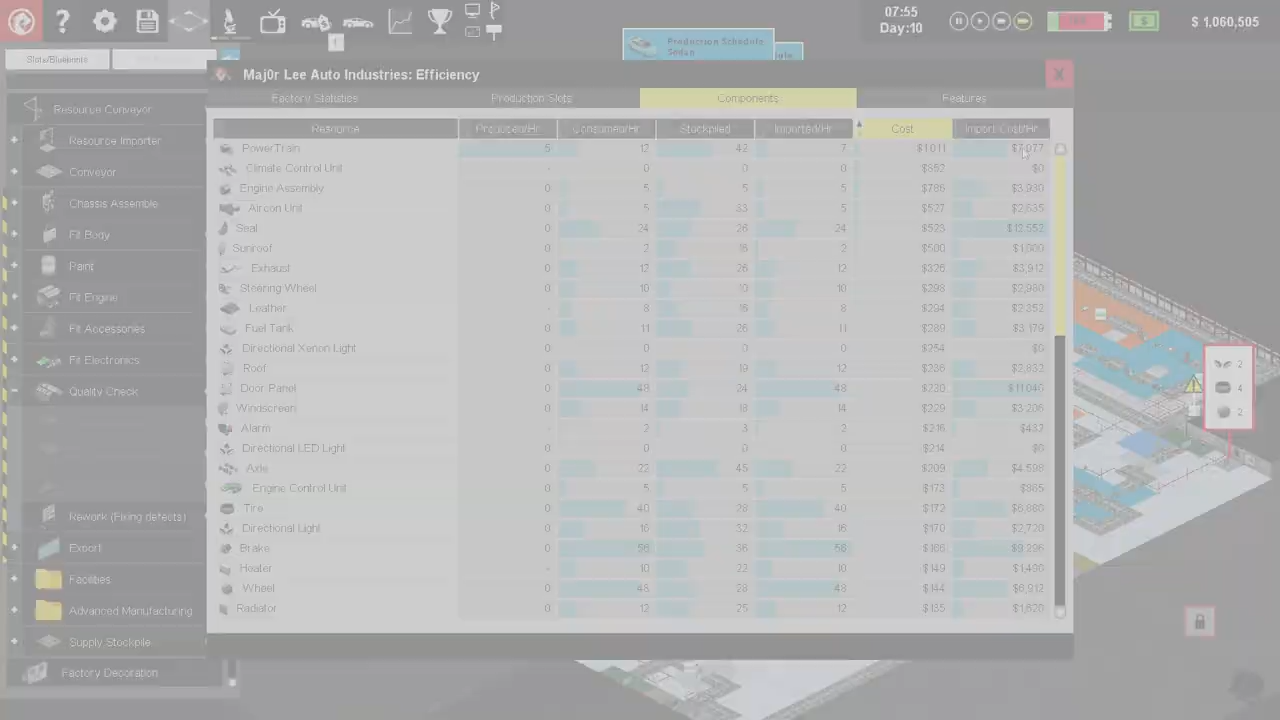 07:55
Day:10
$ 1,060,505
1
Production Schedule
Sedan
Slots/Blueprints
Maj0r Lee Auto Industries: Efficiency
X
Factory Statistics Production Slots Components Features
Resource Produced/Hr Consumed/Hr Stockpiled Imported/Hr Cost Import Cost/Hr
PowerTrain 5 12 42 7 $1011 $7,077
Climate Control Unit - 0 0 0 $852 $0
Engine Assembly 0 5 5 5 $786 $3,930
Aircon Unit 0 5 33 5 $527 $2,635
Seat 0 24 26 24 $523 $12,552
Sunroof 0 2 16 2 $500 $1,000
Exhaust 0 12 26 12 $326 $3,912
Steering Wheel 0 10 10 10 $298 $2,980
Leather - 8 16 8 $294 $2,352
Fuel Tank 0 11 26 11 $289 $3,179
Directional Xenon Light 0 0 0 0 $254 $0
Roof 0 12 19 12 $236 $2,832
Door Panel 0 48 24 48 $230 $11,040
Windscreen 0 14 18 14 $229 $3,206
Alarm - 2 3 2 $216 $432
Directional LED Light 0 0 0 0 $214 $0
Axle 0 22 45 22 $209 $4,598
Engine Control Unit 0 5 5 5 $173 $865
Tire 0 40 28 40 $172 $6,880
Directional Light 0 16 32 16 $170 $2,720
Brake 0 56 36 56 $166 $9,296
Heater - 10 22 10 $149 $1,490
Wheel 0 48 28 48 $144 $6,912
Radiator 0 12 25 12 $135 $1,620
Resource Conveyor
Resource Importer
Conveyor
Chassis Assemble
Fit Body
Paint
Fit Engine
Fit Accessories
Fit Electronics
Quality Check
Rework (Fixing defects)
Export
Facilities
Advanced Manufacturing
Supply Stockpile
Factory Decoration
2
4
2